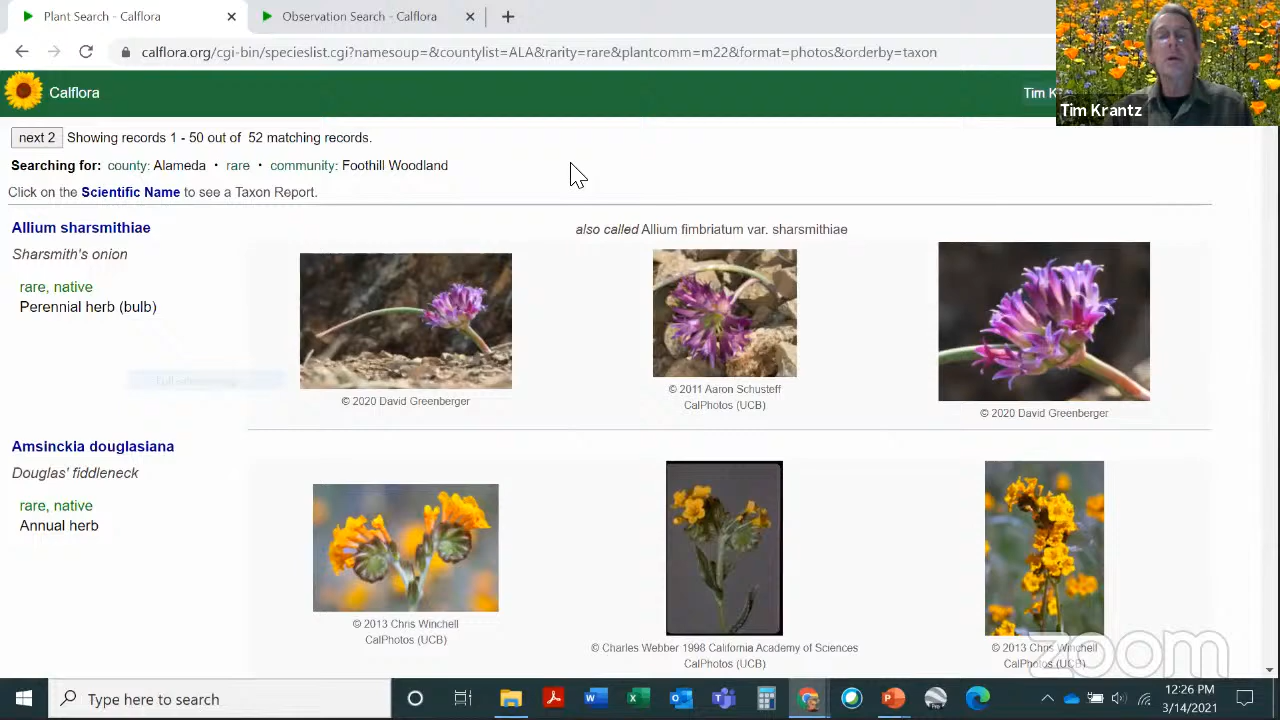 Plant Search - Calflora
Observation Search - Calflora
calflora.org/cgi-bin/specieslist.cgi?namesoup=&countylist=ALA&rarity=rare&plantcomm=m22&format=photos&orderby=taxon
Calflora
Tim K
Tim Krantz
next 2 Showing records 1 - 50 out of 52 matching records.
Searching for: county: Alameda • rare • community: Foothill Woodland
Click on the Scientific Name to see a Taxon Report.
Allium sharsmithiae
also called Allium fimbriatum var. sharsmithiae
Sharsmith's onion
rare, native
Perennial herb (bulb)
© 2020 David Greenberger
© 2011 Aaron Schusteff
CalPhotos (UCB)
© 2020 David Greenberger
Amsinckia douglasiana
Douglas' fiddleneck
rare, native
Annual herb
© 2013 Chris Winchell
CalPhotos (UCB)
© Charles Webber 1998 California Academy of Sciences
CalPhotos (UCB)
© 2013 Chris Winchell
CalPhotos (UCB)
zoom
Type here to search
12:26 PM
3/14/2021